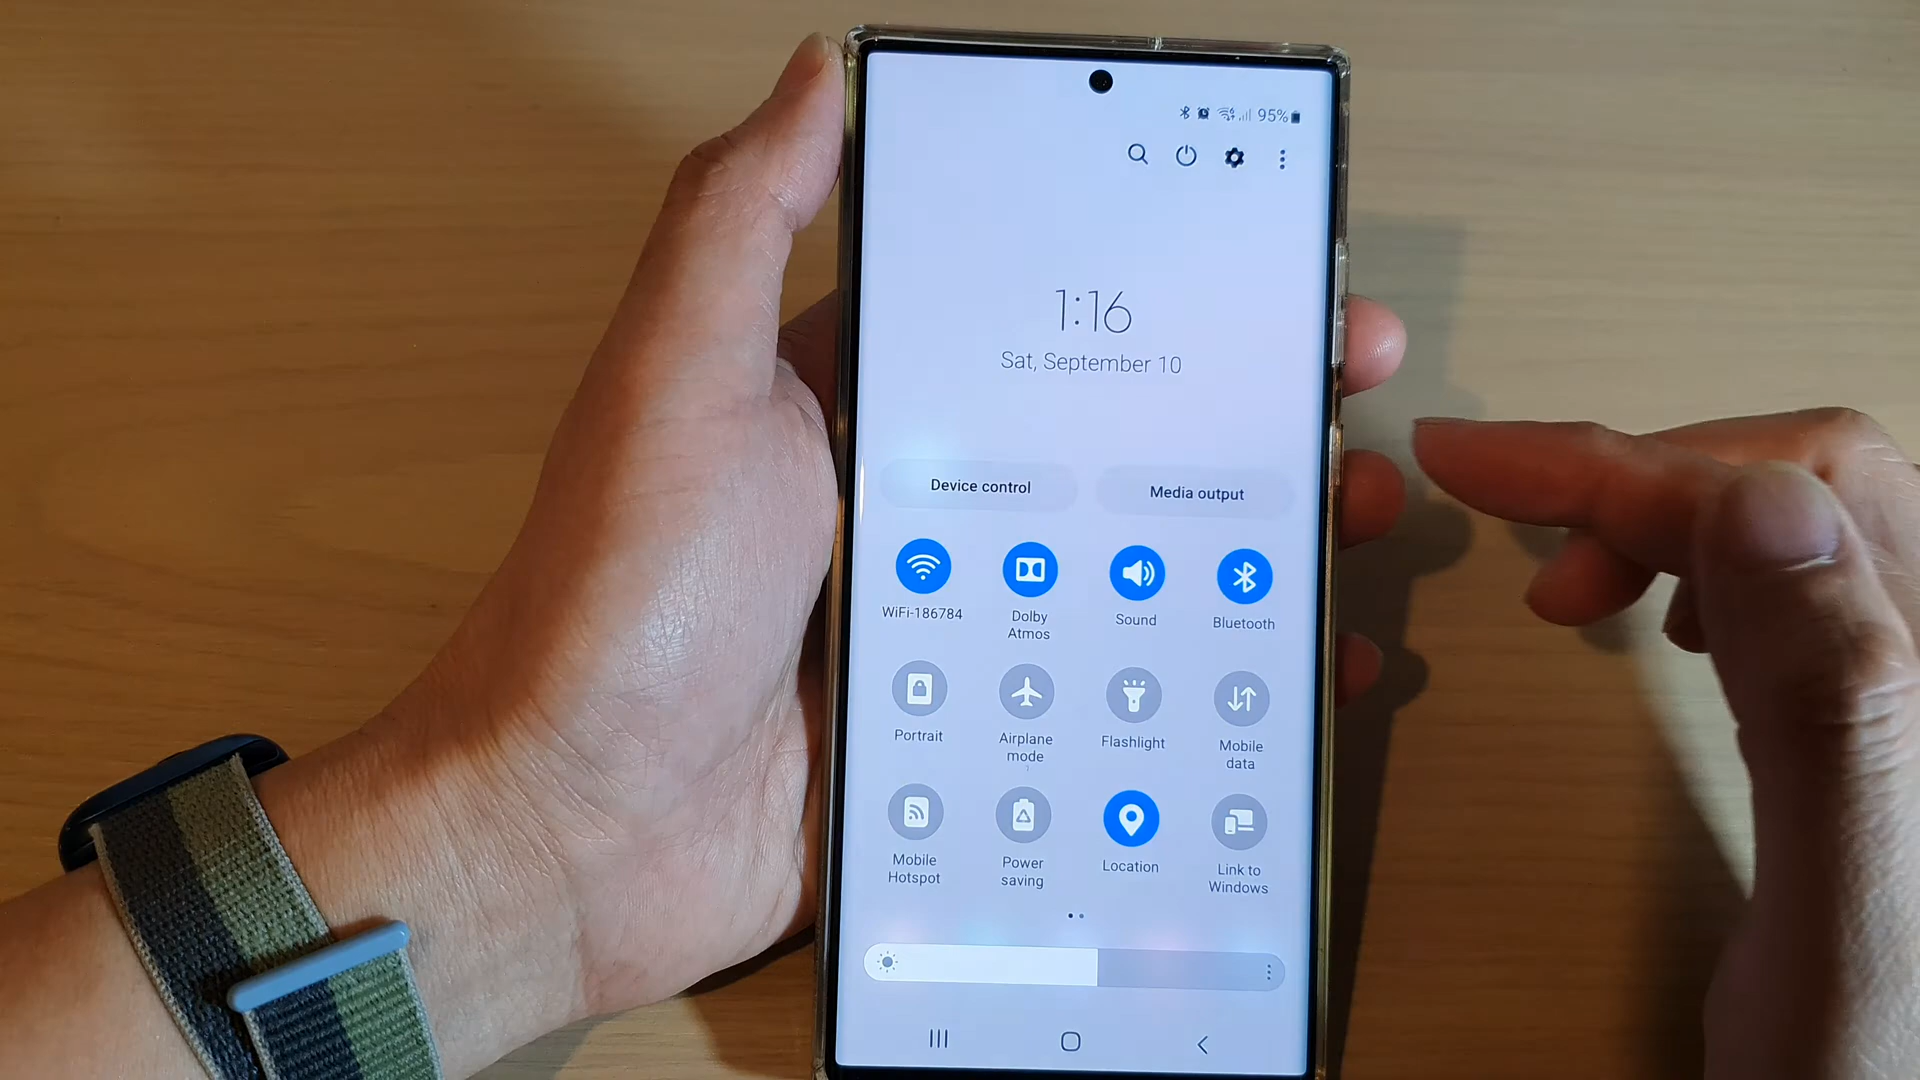 95%
1:16
Sat, September 10
Device control
Media output
WiFi-186784
Dolby
Atmos
Sound
Bluetooth
Portrait
Airplane
mode
Flashlight
Mobile
data
Mobile
Hotspot
Power
saving
Location
Link to
Windows